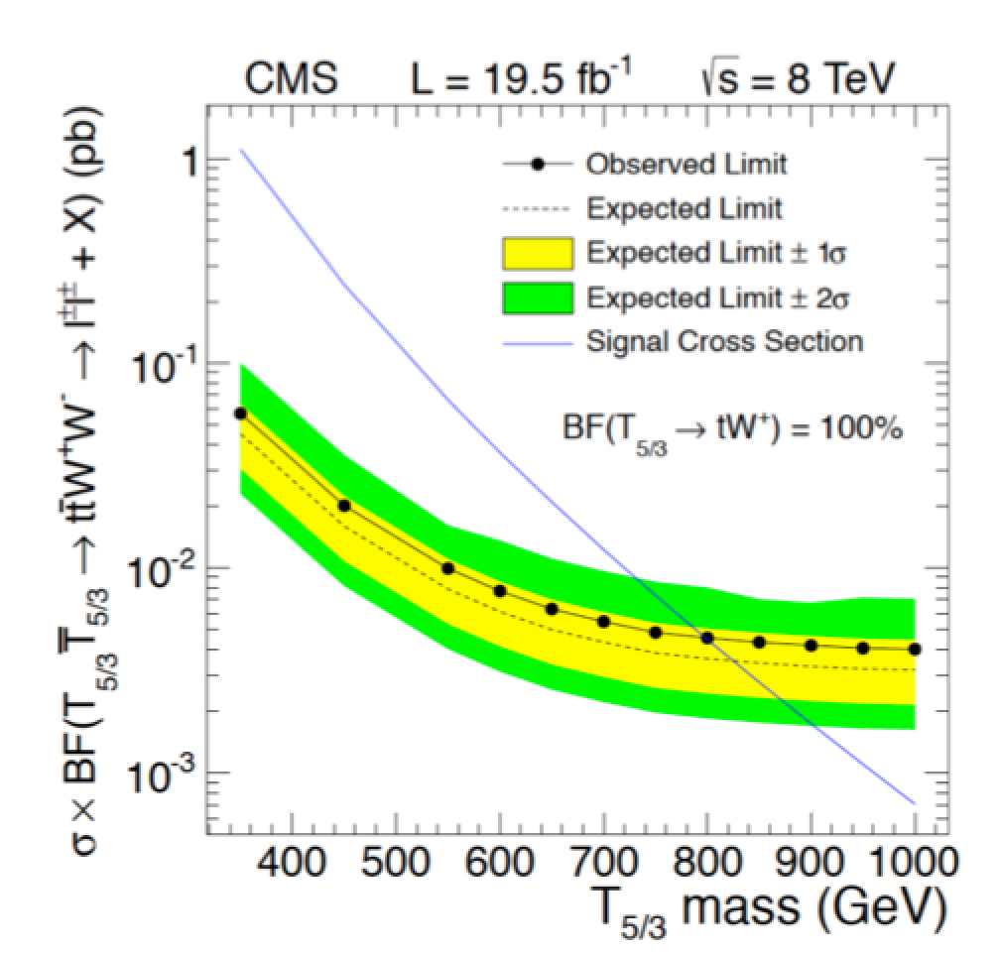 CMS L = 19.5 fb⁻¹ √s = 8 TeV
σ × BF(T₅/₃T̅₅/₃ → tt̅W⁺W⁻ → l±l± + X) (pb)
1
10⁻¹
10⁻²
10⁻³
Observed Limit
Expected Limit
Expected Limit ± 1σ
Expected Limit ± 2σ
Signal Cross Section
BF(T₅/₃ → tW⁺) = 100%
400 500 600 700 800 900 1000
T₅/₃ mass (GeV)